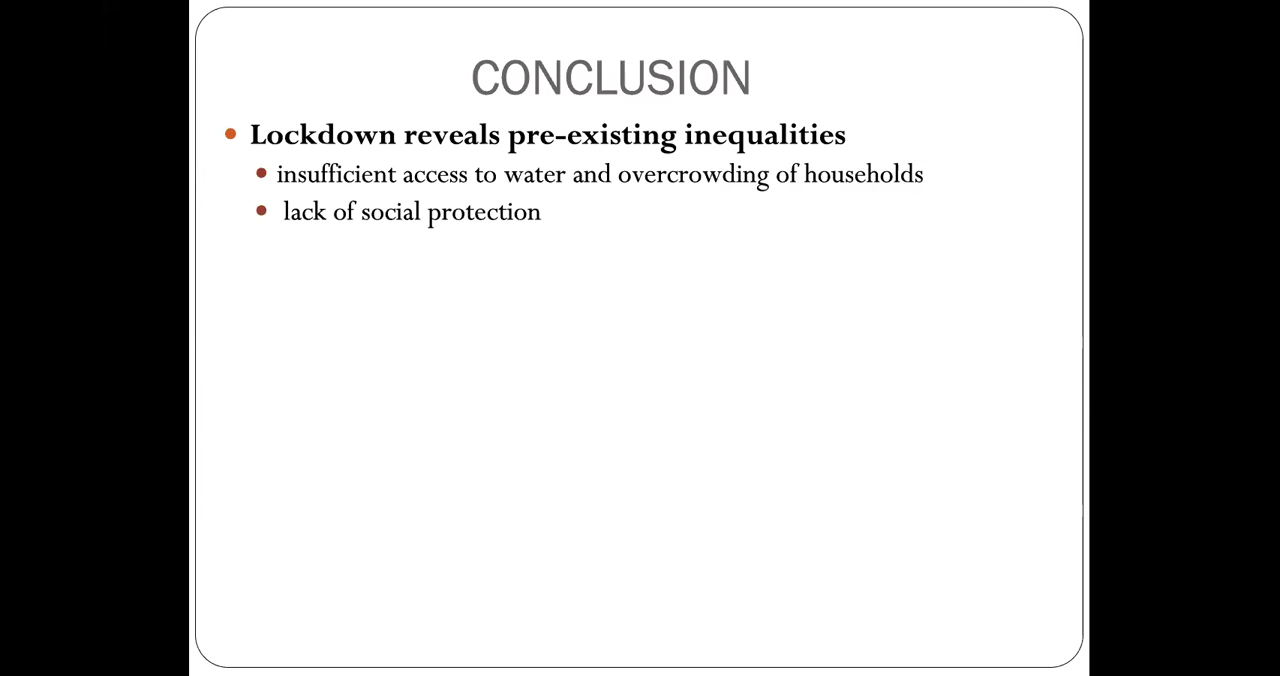 CONCLUSION
Lockdown reveals pre-existing inequalities
insufficient access to water and overcrowding of households
lack of social protection